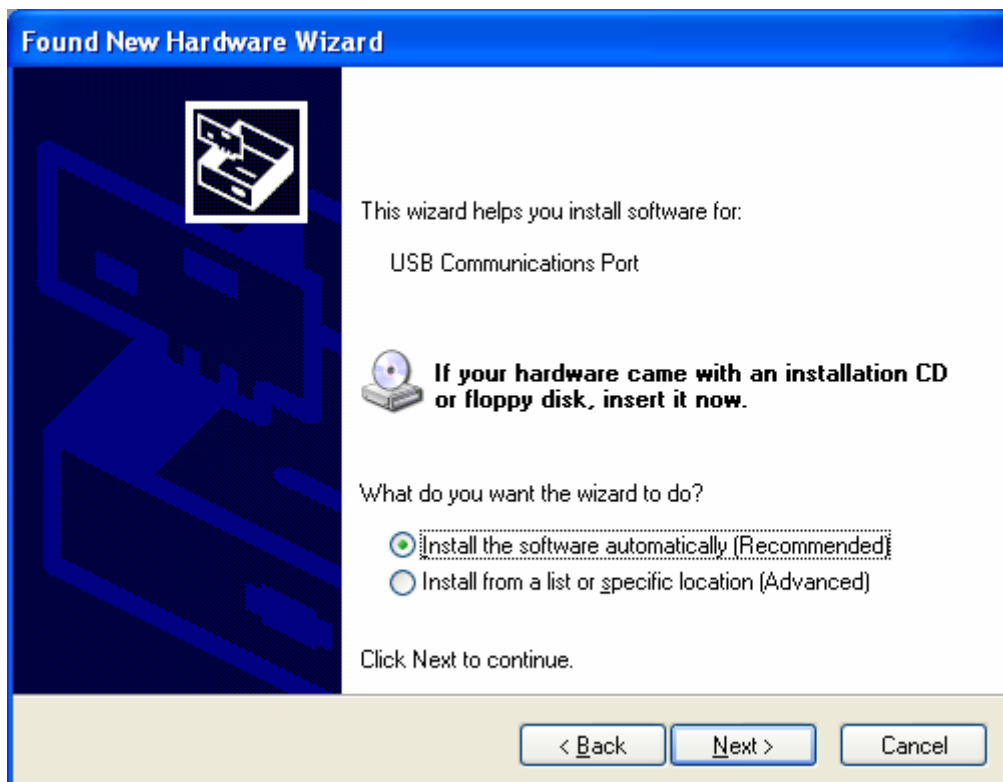 Found New Hardware Wizard
This wizard helps you install software for:
USB Communications Port
If your hardware came with an installation CD
or floppy disk, insert it now.
What do you want the wizard to do?
Install the software automatically (Recommended)
Install from a list or specific location (Advanced)
Click Next to continue.
< Back Next > Cancel